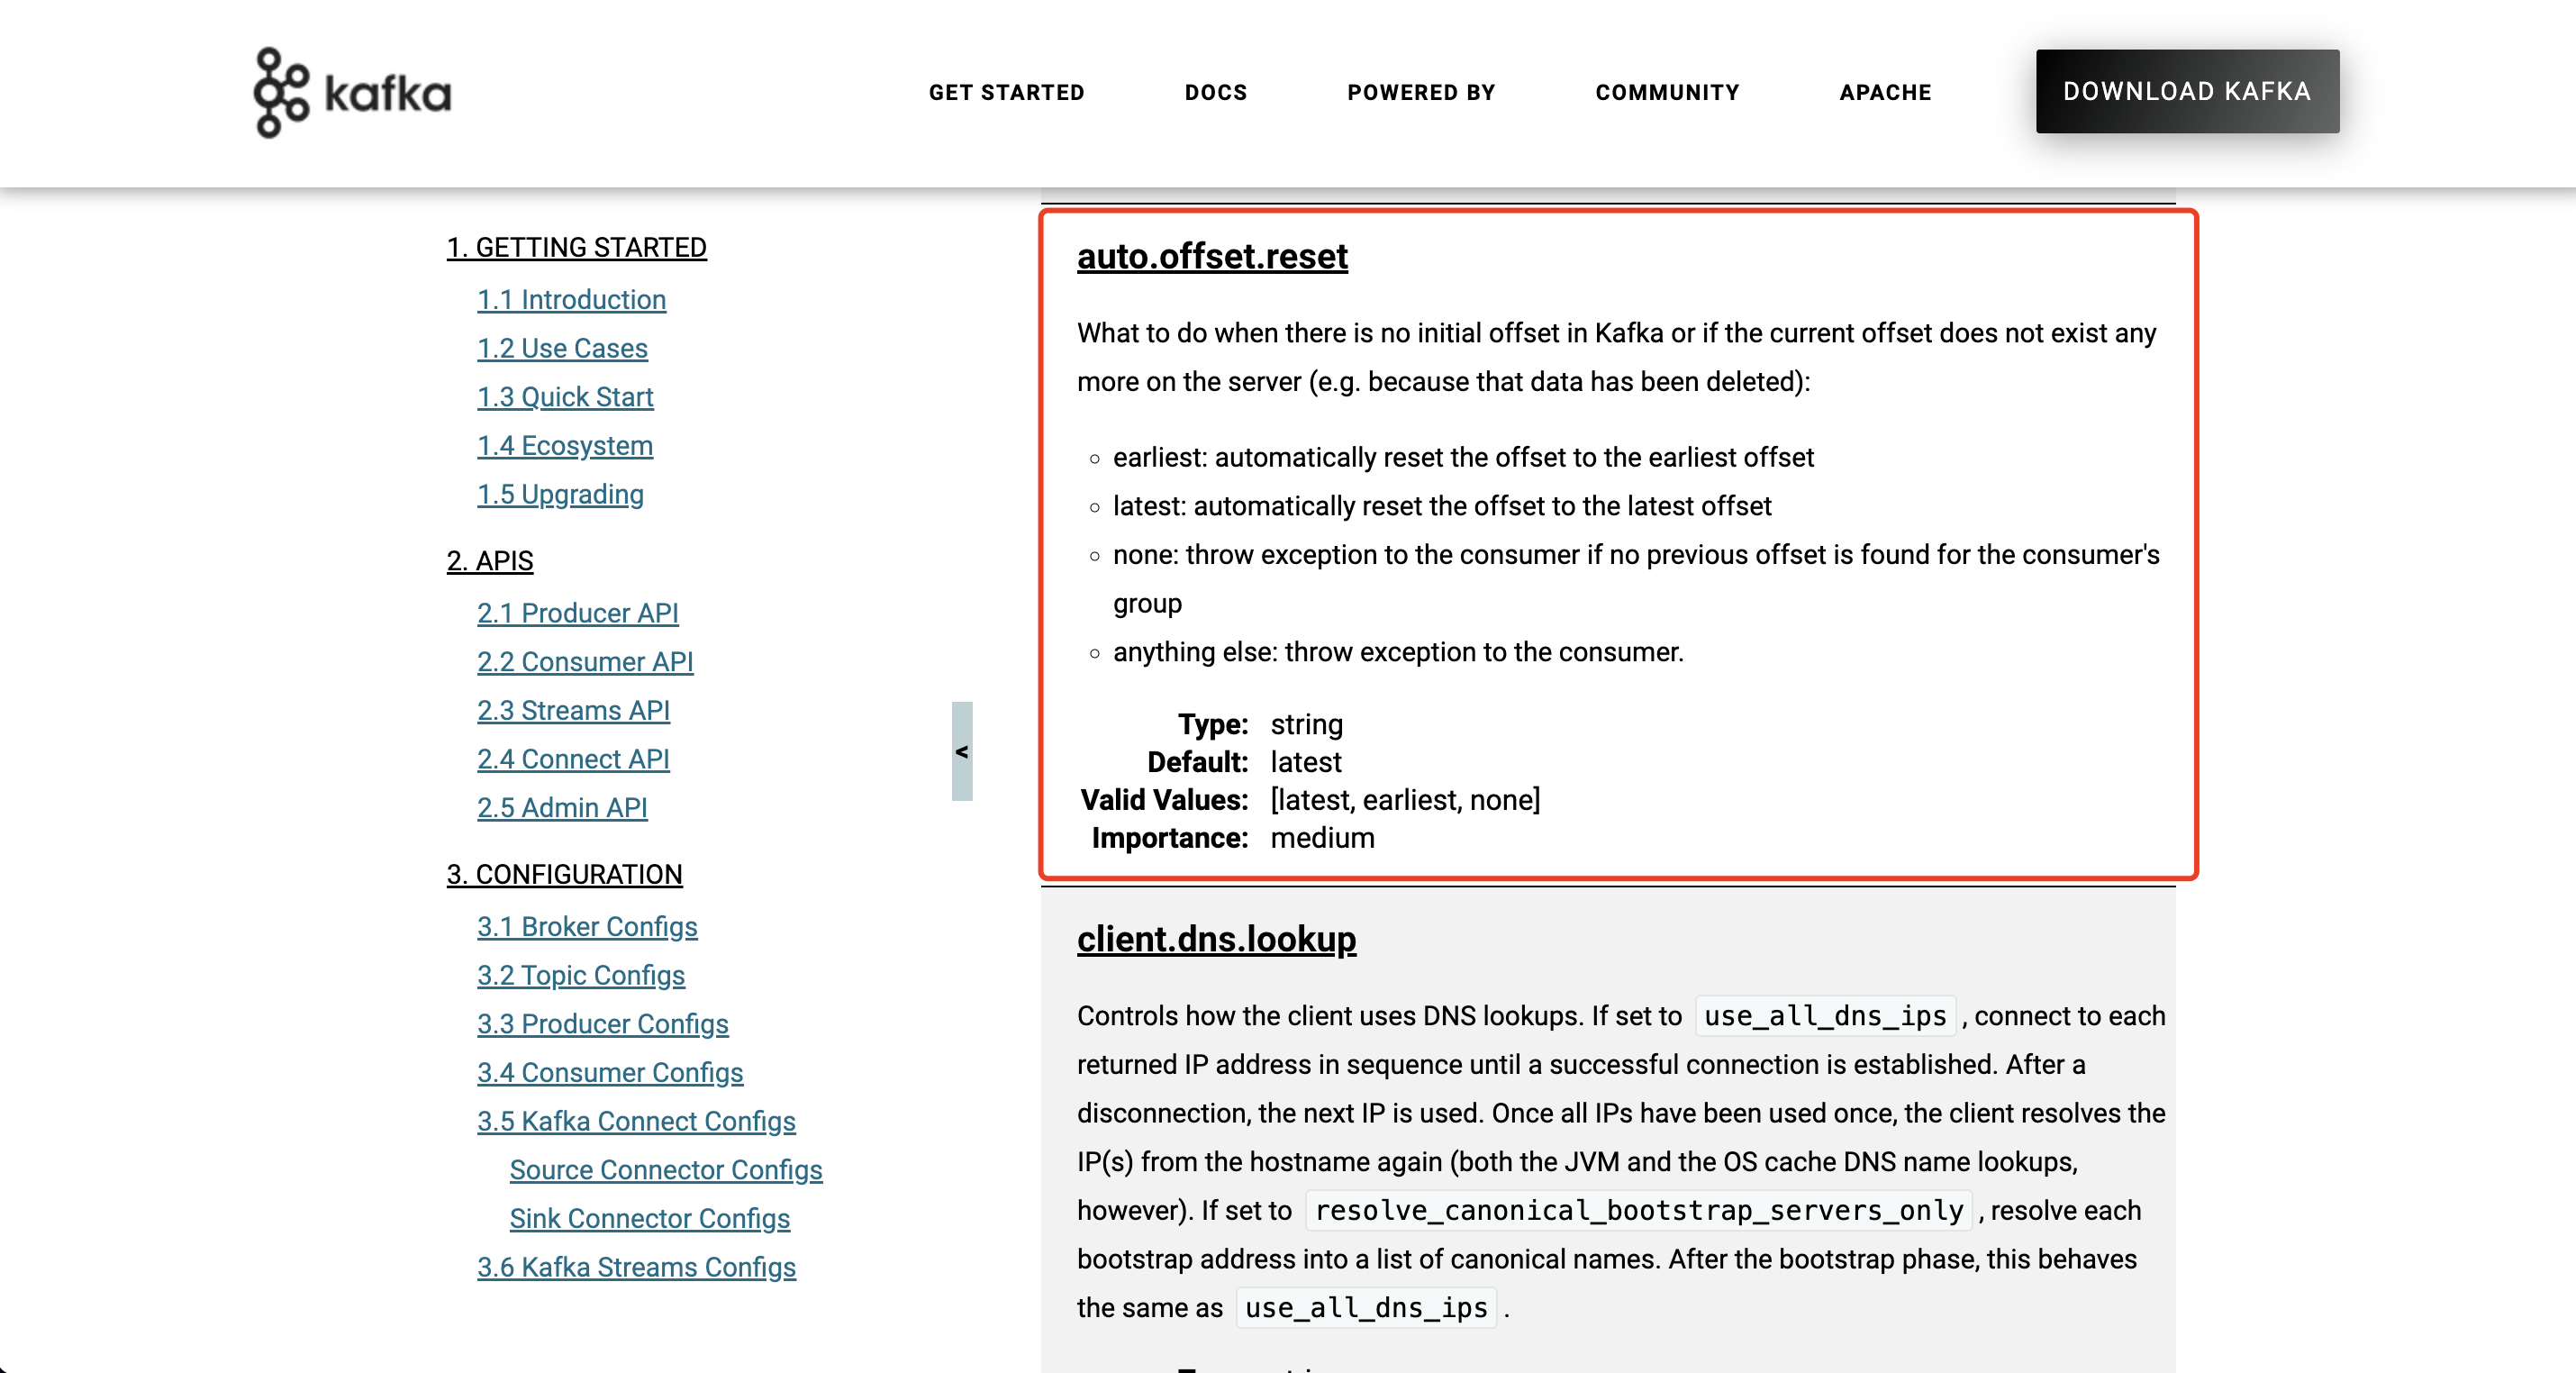 kafka
GET STARTED
DOCS
POWERED BY
COMMUNITY
APACHE
DOWNLOAD KAFKA
1. GETTING STARTED
1.1 Introduction
1.2 Use Cases
1.3 Quick Start
1.4 Ecosystem
1.5 Upgrading
2. APIS
2.1 Producer API
2.2 Consumer API
2.3 Streams API
2.4 Connect API
2.5 Admin API
3. CONFIGURATION
3.1 Broker Configs
3.2 Topic Configs
3.3 Producer Configs
3.4 Consumer Configs
3.5 Kafka Connect Configs
Source Connector Configs
Sink Connector Configs
3.6 Kafka Streams Configs
<
auto.offset.reset
What to do when there is no initial offset in Kafka or if the current offset does not exist any
more on the server (e.g. because that data has been deleted):
earliest: automatically reset the offset to the earliest offset
latest: automatically reset the offset to the latest offset
none: throw exception to the consumer if no previous offset is found for the consumer's
group
anything else: throw exception to the consumer.
Type: string
Default: latest
Valid Values: [latest, earliest, none]
Importance: medium
client.dns.lookup
Controls how the client uses DNS lookups. If set to use_all_dns_ips , connect to each
returned IP address in sequence until a successful connection is established. After a
disconnection, the next IP is used. Once all IPs have been used once, the client resolves the
IP(s) from the hostname again (both the JVM and the OS cache DNS name lookups,
however). If set to resolve_canonical_bootstrap_servers_only , resolve each
bootstrap address into a list of canonical names. After the bootstrap phase, this behaves
the same as use_all_dns_ips .